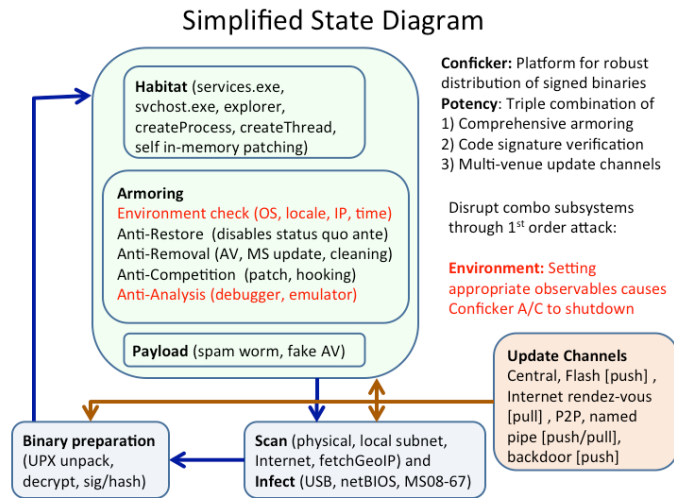 Simplified State Diagram
Habitat (services.exe,
svchost.exe, explorer,
createProcess, createThread,
self in-memory patching)
Armoring
Environment check (OS, locale, IP, time)
Anti-Restore (disables status quo ante)
Anti-Removal (AV, MS update, cleaning)
Anti-Competition (patch, hooking)
Anti-Analysis (debugger, emulator)
Payload (spam worm, fake AV)
Conficker: Platform for robust
distribution of signed binaries
Potency: Triple combination of
1) Comprehensive armoring
2) Code signature verification
3) Multi-venue update channels
Disrupt combo subsystems
through 1st order attack:
Environment: Setting
appropriate observables causes
Conficker A/C to shutdown
Update Channels
Central, Flash [push] ,
Internet rendez-vous
[pull] , P2P, named
pipe [push/pull],
backdoor [push]
Binary preparation
(UPX unpack,
decrypt, sig/hash)
Scan (physical, local subnet,
Internet, fetchGeoIP) and
Infect (USB, netBIOS, MS08-67)